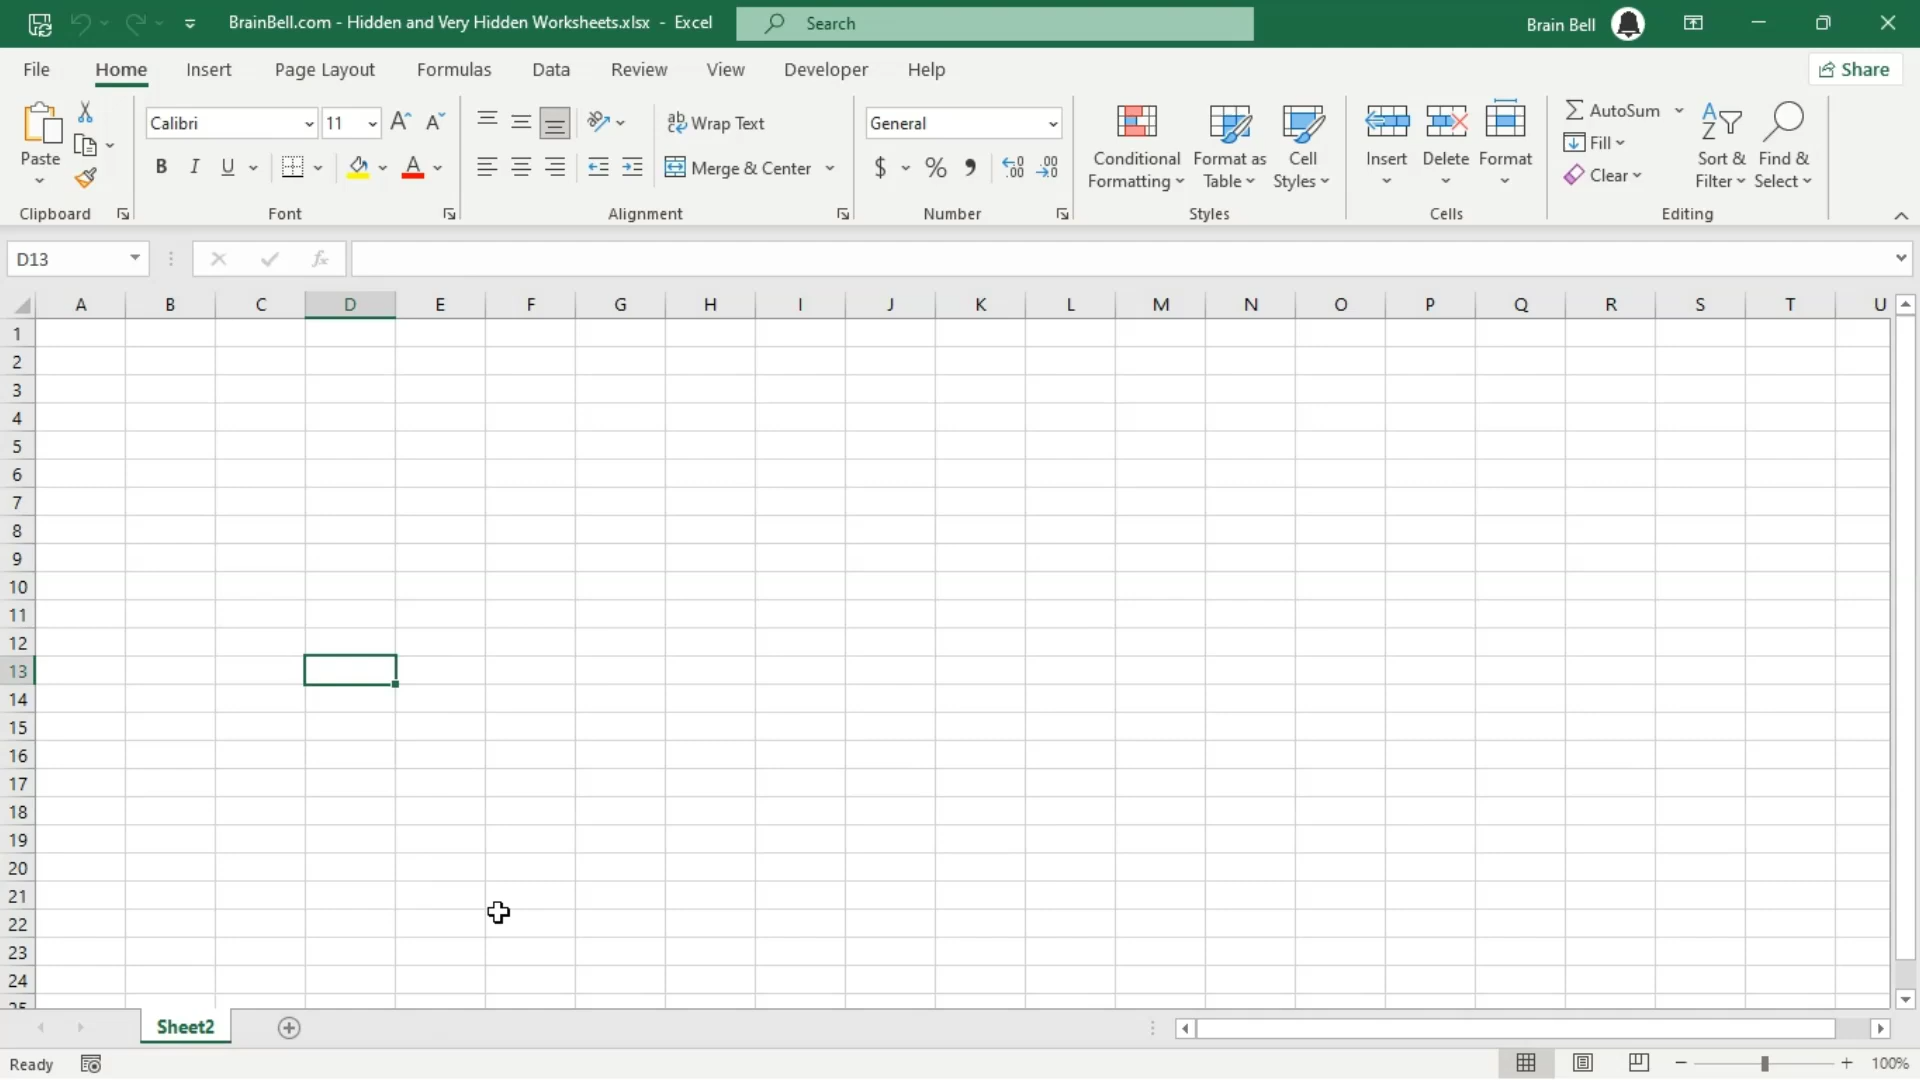 BrainBell.com - Hidden and Very Hidden Worksheets.xlsx - Excel
Search
Brain Bell
File Home Insert Page Layout Formulas Data Review View Developer Help
Share
Paste
Calibri 11
B I U A
ab Wrap Text
Merge & Center
General
$ % ,
Conditional Formatting
Format as Table
Cell Styles
Insert
Delete
Format
AutoSum
Fill
Clear
Sort & Filter
Find & Select
Clipboard Font Alignment Number Styles Cells Editing
D13
fx
A B C D E F G H I J K L M N O P Q R S T U
1
2
3
4
5
6
7
8
9
10
11
12
13
14
15
16
17
18
19
20
21
22
23
24
25
Sheet2
Ready
100%